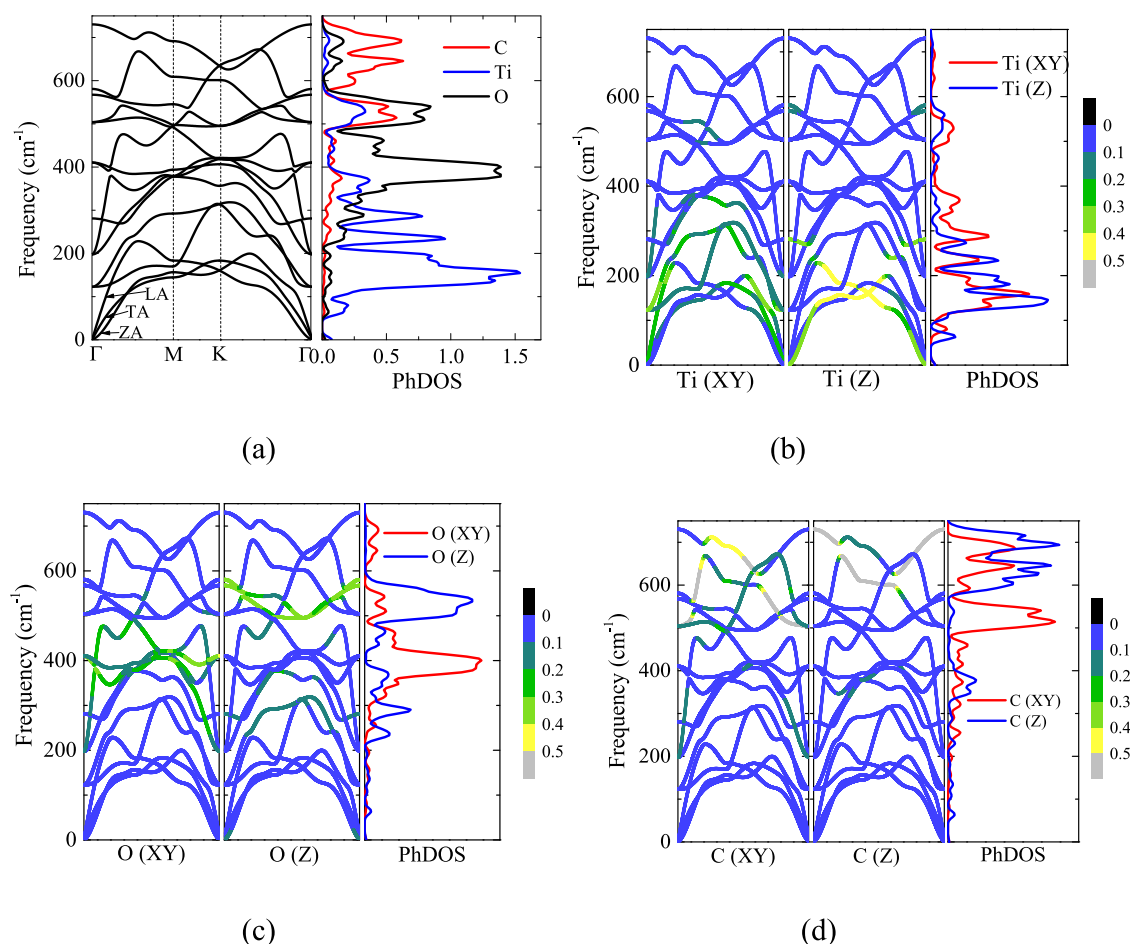 C
Ti
O
600
400
200
0
Frequency (cm-1)
LA
TA
ZA
Γ M K Γ
0.0 0.5 1.0 1.5
PhDOS
(a)
Ti (XY)
Ti (Z)
600
400
200
0
Frequency (cm-1)
0
0.1
0.2
0.3
0.4
0.5
Ti (XY) Ti (Z) PhDOS
(b)
O (XY)
O (Z)
600
400
200
0
Frequency (cm-1)
0
0.1
0.2
0.3
0.4
0.5
O (XY) O (Z) PhDOS
(c)
C (XY)
C (Z)
600
400
200
0
Frequency (cm-1)
0
0.1
0.2
0.3
0.4
0.5
C (XY) C (Z) PhDOS
(d)